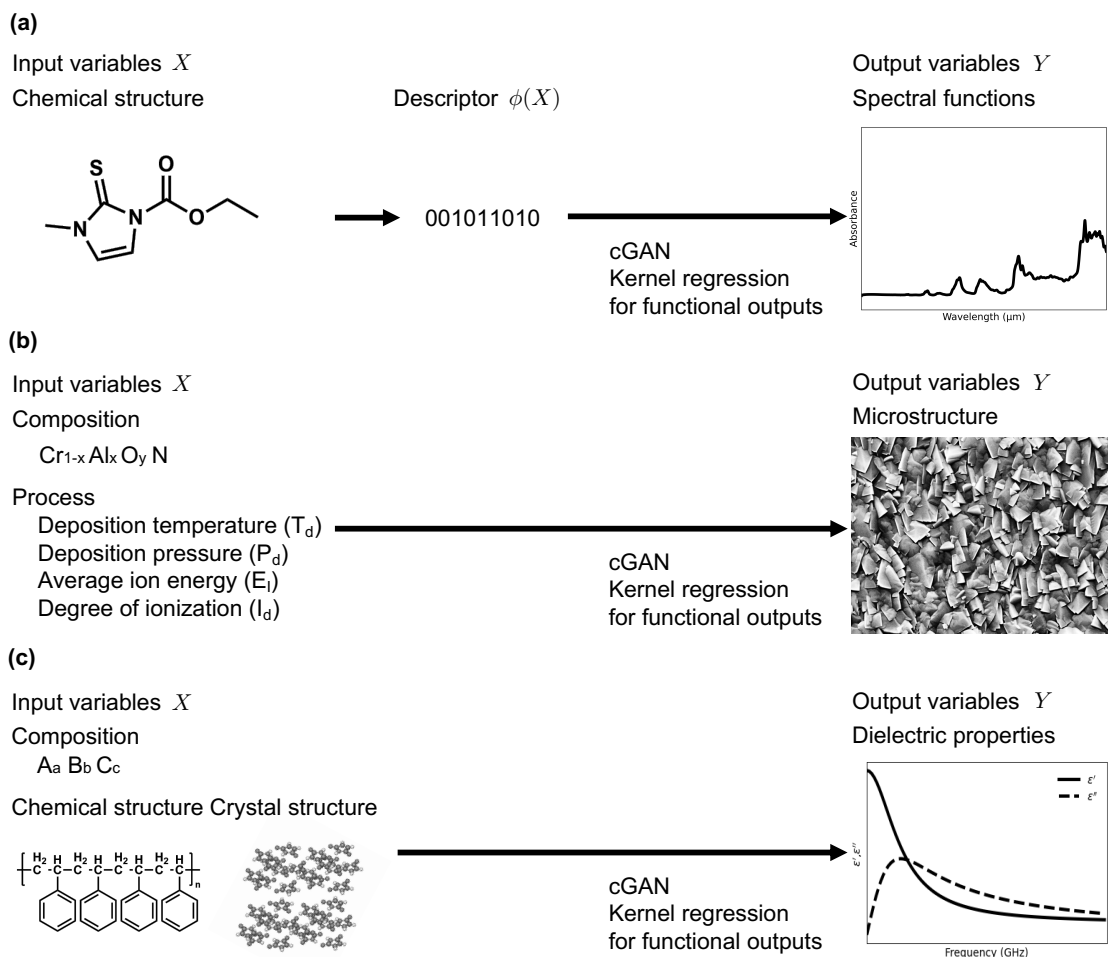 (a)
Input variables X
Output variables Y
Chemical structure
Descriptor ϕ(X)
Spectral functions
S
O
N
N
O
001011010
cGAN
Kernel regression
for functional outputs
Absorbance
Wavelength (μm)
(b)
Input variables X
Output variables Y
Composition
Microstructure
Cr1-x Alx Oy N
Process
Deposition temperature (Td)
Deposition pressure (Pd)
Average ion energy (EI)
Degree of ionization (Id)
cGAN
Kernel regression
for functional outputs
(c)
Input variables X
Output variables Y
Composition
Dielectric properties
Aa Bb Cc
Chemical structure Crystal structure
H2 H H2 H H2 H H2 H
C C C C C C C C
n
cGAN
Kernel regression
for functional outputs
ε'
ε''
ε',ε''
Frequency (GHz)